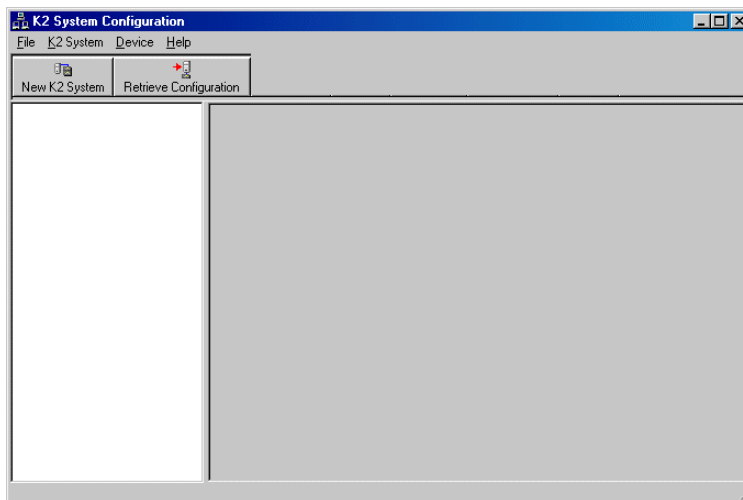 K2 System Configuration
File K2 System Device Help
New K2 System Retrieve Configuration